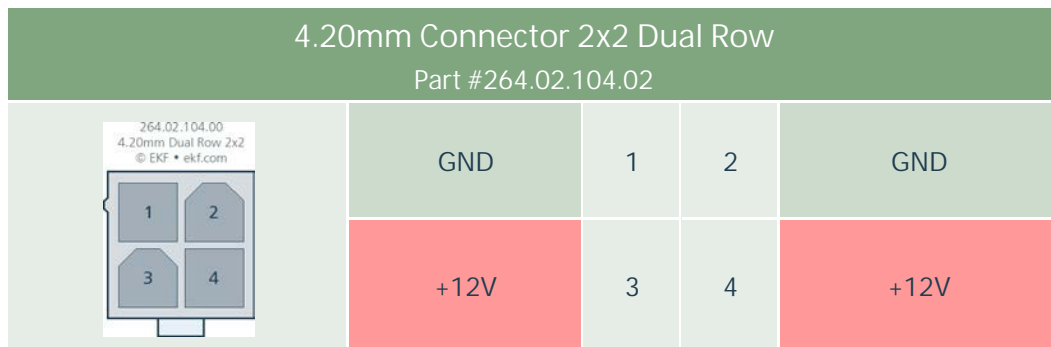 4.20mm Connector 2x2 Dual Row
Part #264.02.104.02
264.02.104.00
4.20mm Dual Row 2x2
© EKF • ekf.com
1 2
3 4
GND 1 2 GND
+12V 3 4 +12V